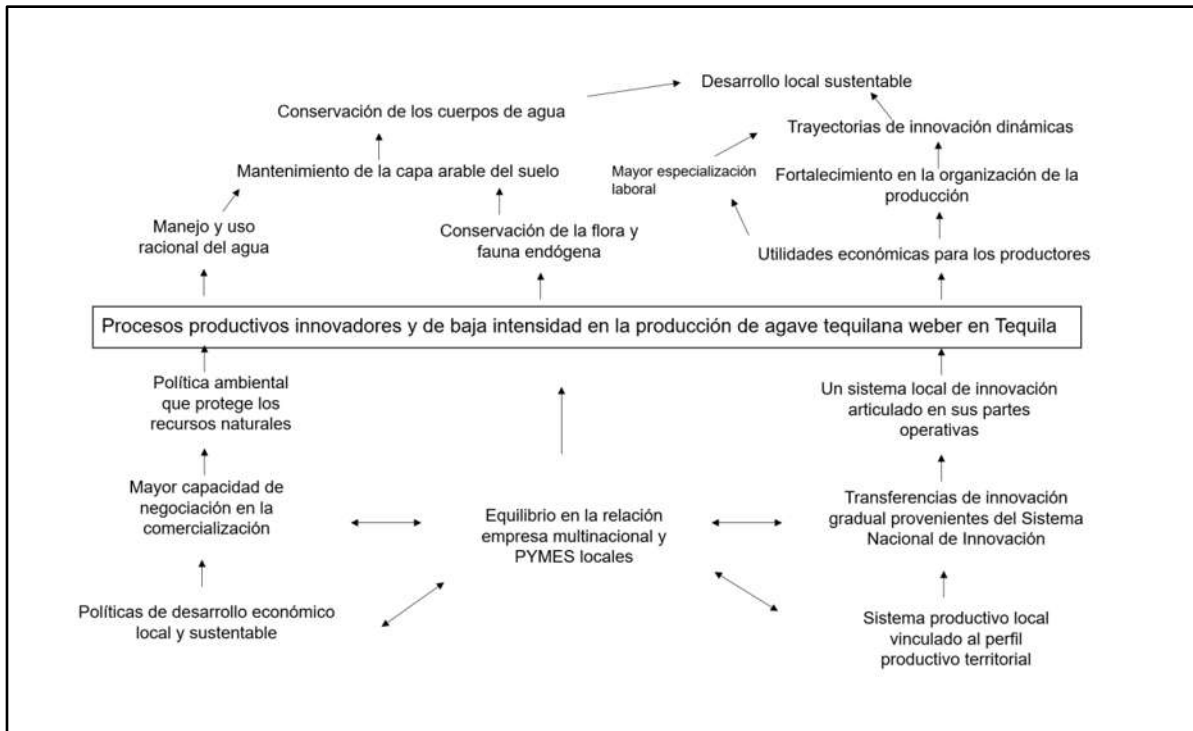 Desarrollo local sustentable
Conservación de los cuerpos de agua
Trayectorias de innovación dinámicas
Mantenimiento de la capa arable del suelo
Mayor especialización
laboral
Fortalecimiento en la organización de la
producción
Manejo y uso
racional del agua
Conservación de la flora y
fauna endógena
Utilidades económicas para los productores
Procesos productivos innovadores y de baja intensidad en la producción de agave tequilana weber en Tequila
Política ambiental
que protege los
recursos naturales
Un sistema local de innovación
articulado en sus partes
operativas
Mayor capacidad de
negociación en la
comercialización
Equilibrio en la relación
empresa multinacional y
PYMES locales
Transferencias de innovación
gradual provenientes del Sistema
Nacional de Innovación
Políticas de desarrollo económico
local y sustentable
Sistema productivo local
vinculado al perfil
productivo territorial